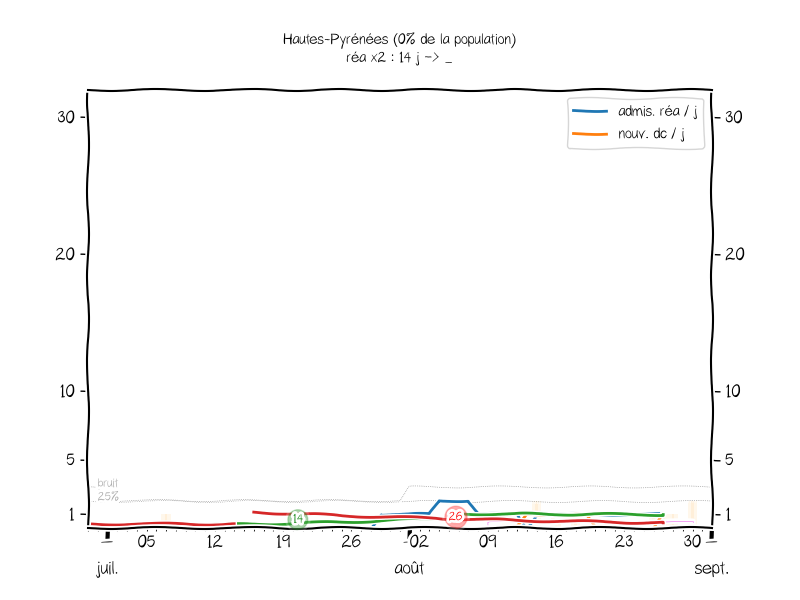 Hautes-Pyrénées (0% de la population)
réa x2 : 14 j -> _
30
20
10
5
1
30
20
10
5
1
admis. réa / j
nouv. dc / j
bruit
25%
14
26
05
12
19
26
02
09
16
23
30
juil.
août
sept.